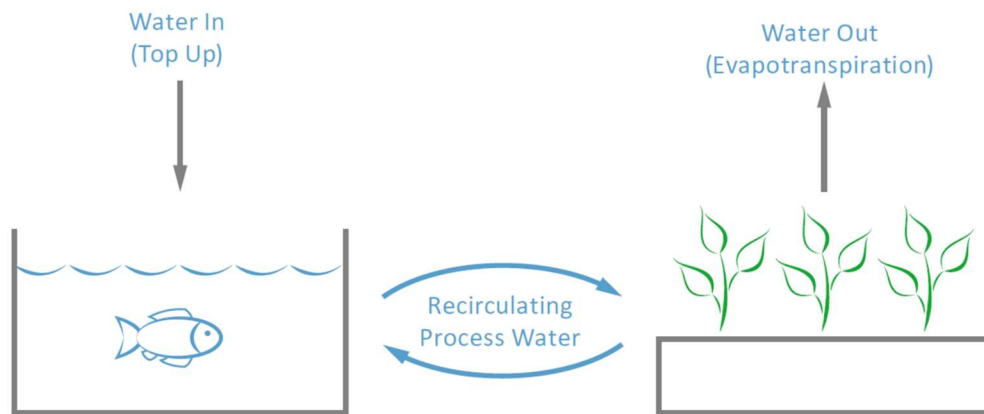 Water In
(Top Up)
Water Out
(Evapotranspiration)
Recirculating
Process Water